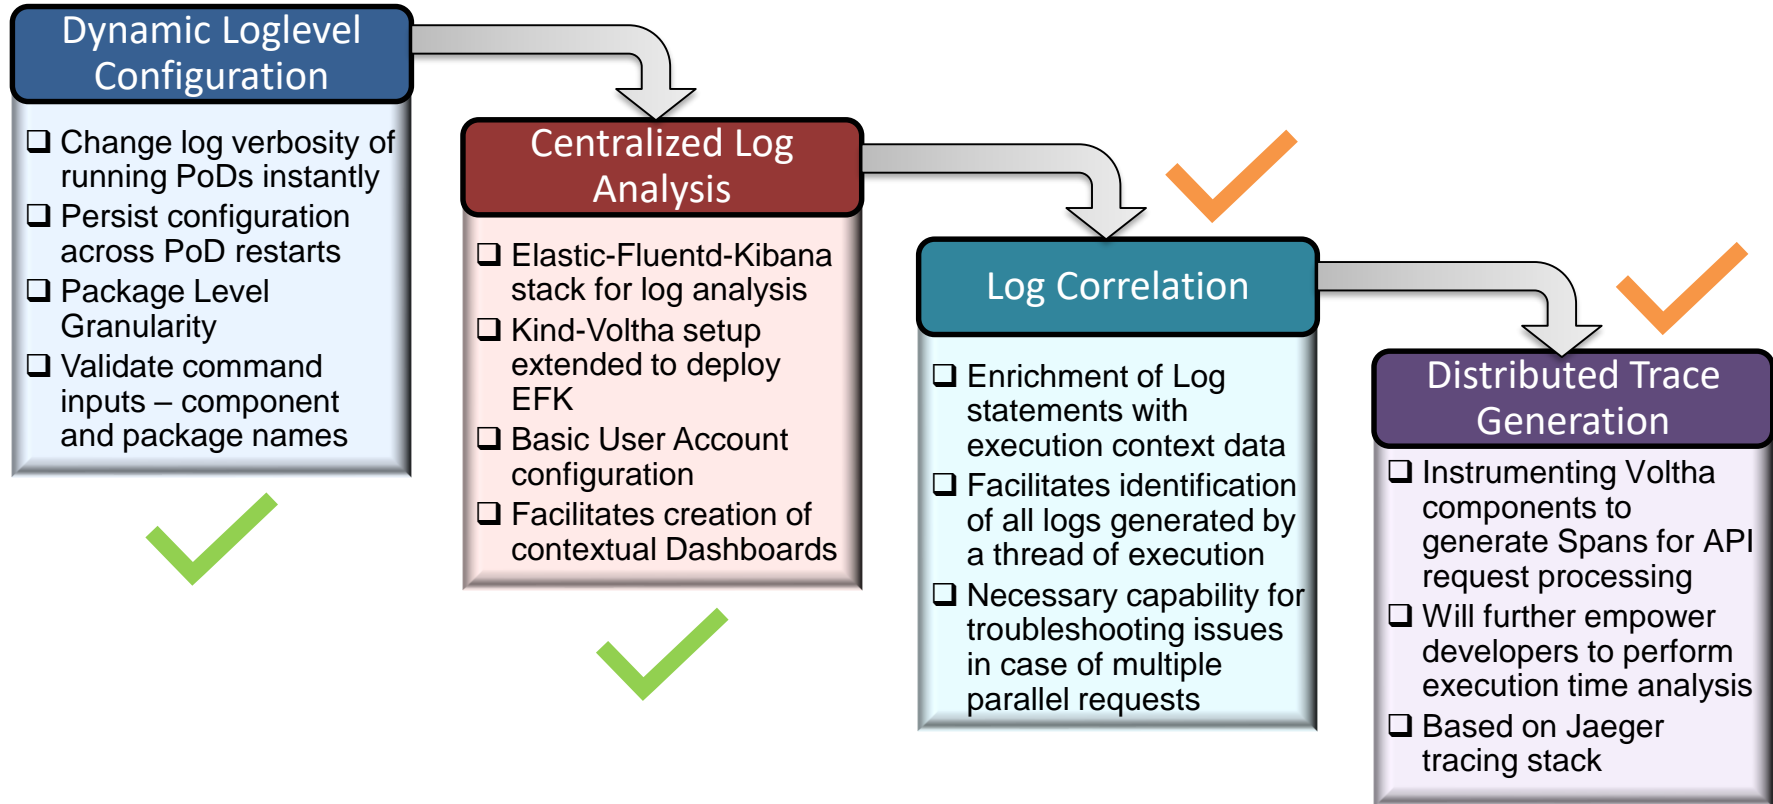 Dynamic Loglevel
Configuration
❑ Change log verbosity of
running PoDs instantly
❑ Persist configuration
across PoD restarts
❑ Package Level
Granularity
❑ Validate command
inputs – component
and package names
Centralized Log
Analysis
❑ Elastic-Fluentd-Kibana
stack for log analysis
❑ Kind-Voltha setup
extended to deploy
EFK
❑ Basic User Account
configuration
❑ Facilitates creation of
contextual Dashboards
Log Correlation
❑ Enrichment of Log
statements with
execution context data
❑ Facilitates identification
of all logs generated by
a thread of execution
❑ Necessary capability for
troubleshooting issues
in case of multiple
parallel requests
Distributed Trace
Generation
❑ Instrumenting Voltha
components to
generate Spans for API
request processing
❑ Will further empower
developers to perform
execution time analysis
❑ Based on Jaeger
tracing stack